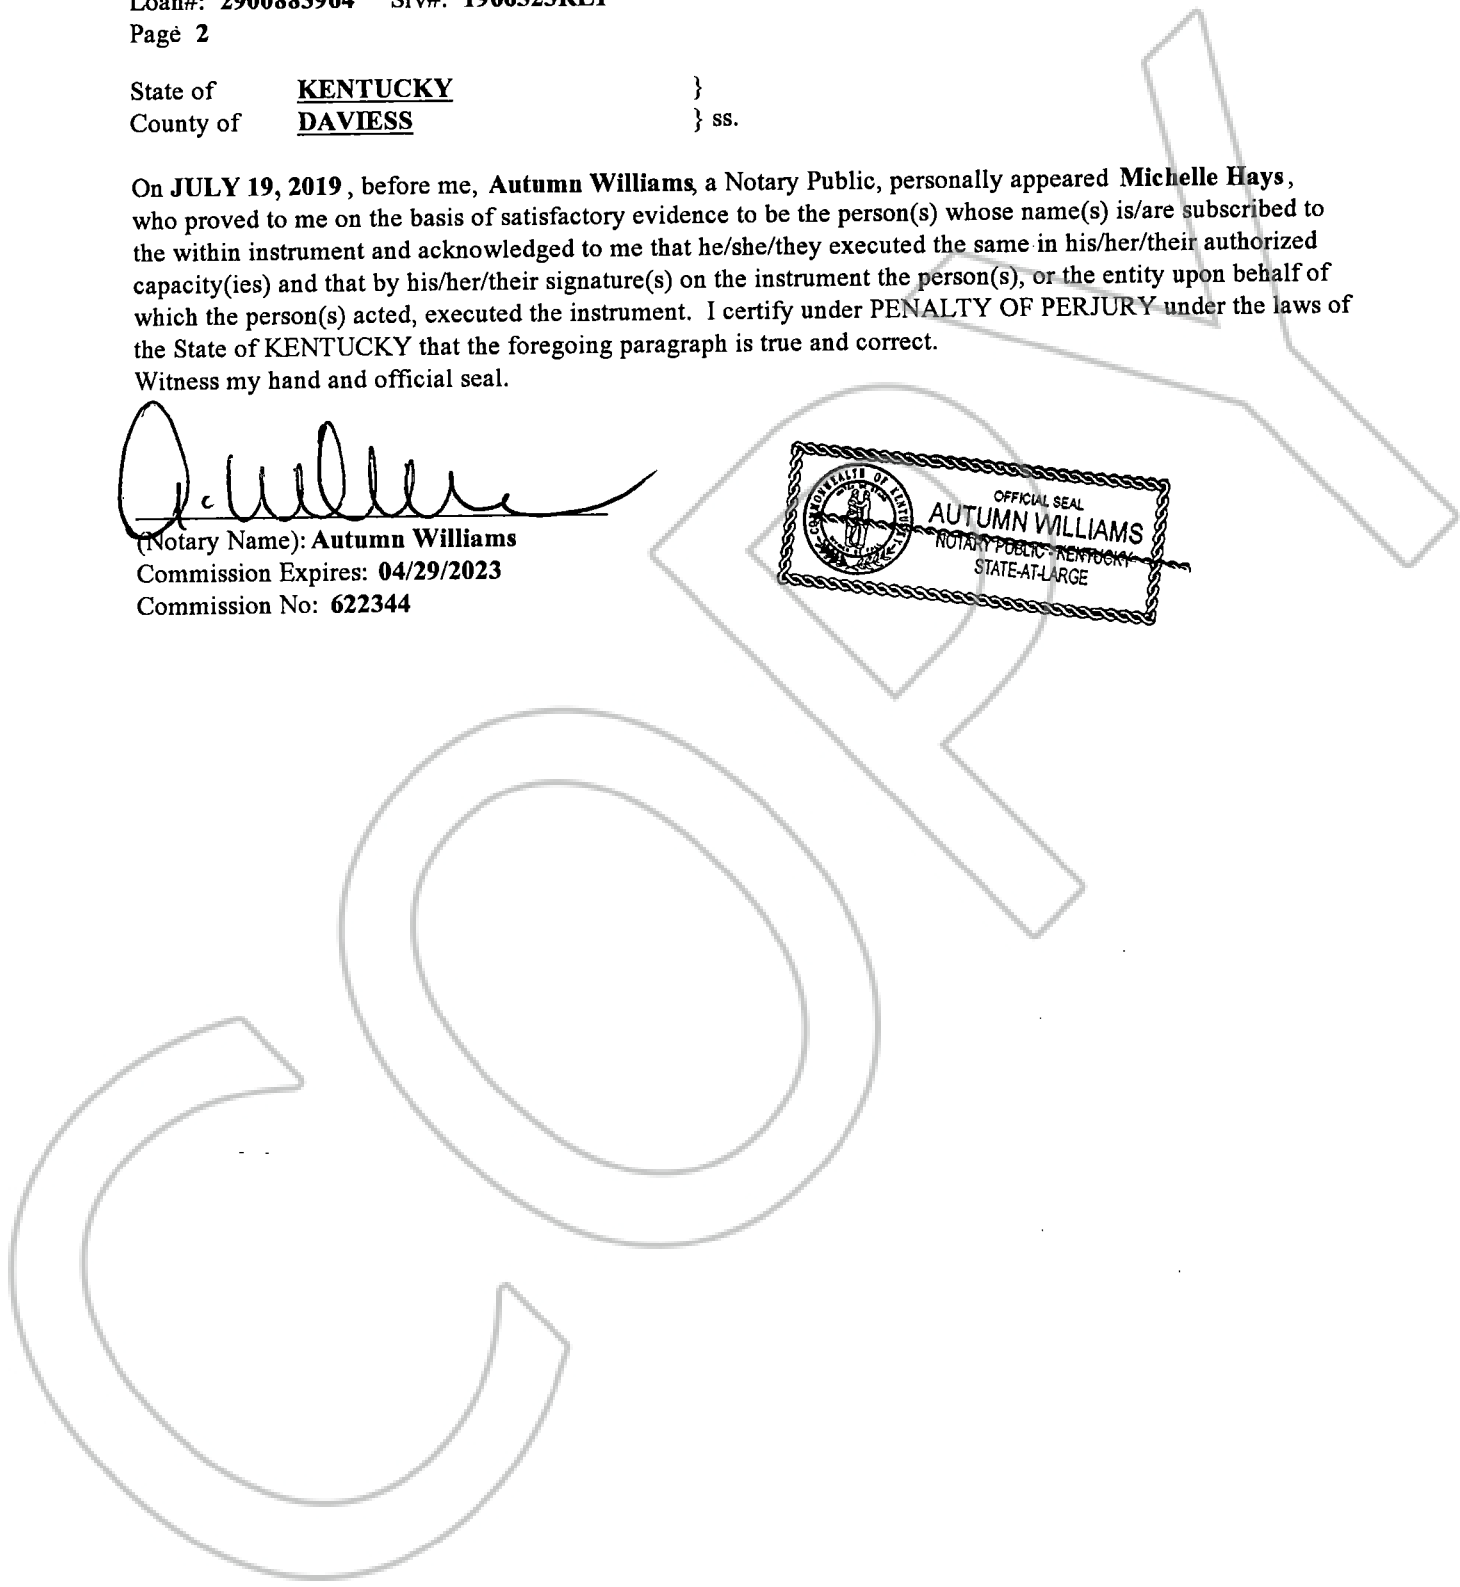 Loan#:
Page 2
State of KENTUCKY }
County of DAVIESS } ss.
On JULY 19, 2019 , before me, Autumn Williams, a Notary Public, personally appeared Michelle Hays ,
who proved to me on the basis of satisfactory evidence to be the person(s) whose name(s) is/are subscribed to
the within instrument and acknowledged to me that he/she/they executed the same in his/her/their authorized
capacity(ies) and that by his/her/their signature(s) on the instrument the person(s), or the entity upon behalf of
which the person(s) acted, executed the instrument. I certify under PENALTY OF PERJURY under the laws of
the State of KENTUCKY that the foregoing paragraph is true and correct.
Witness my hand and official seal.
(Notary Name): Autumn Williams
Commission Expires: 04/29/2023
Commission No: 622344
COMMONWEALTH OF KENTUCKY
OFFICIAL SEAL
AUTUMN WILLIAMS
NOTARY PUBLIC - KENTUCKY
STATE-AT-LARGE
COPY